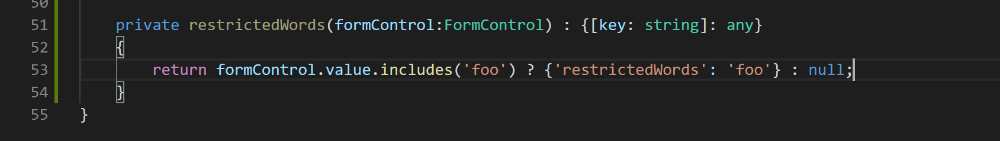 50
51 private restrictedWords(formControl:FormControl) : {[key: string]: any}
52 {
53 return formControl.value.includes('foo') ? {'restrictedWords': 'foo'} : null;
54 }
55 }